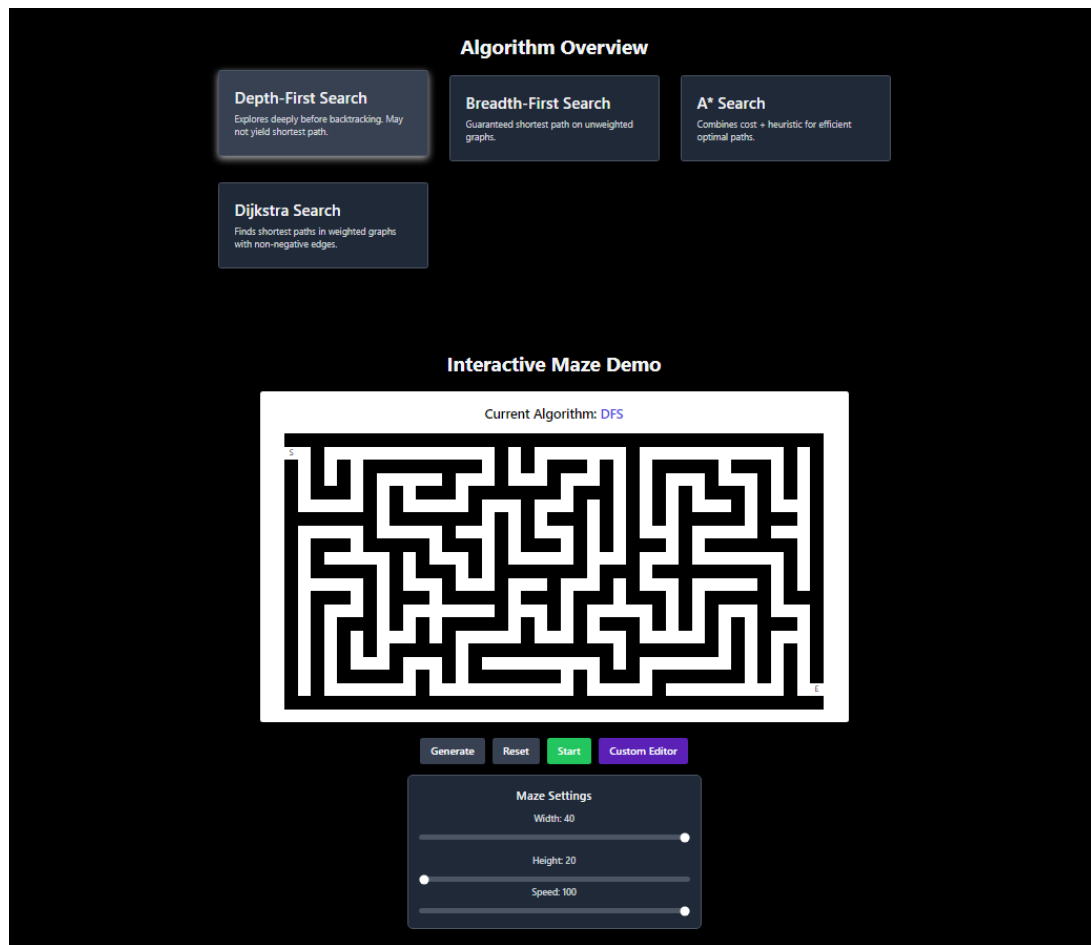 Algorithm Overview
Depth-First Search
Explores deeply before backtracking. May
not yield shortest path.
Breadth-First Search
Guaranteed shortest path on unweighted
graphs.
A* Search
Combines cost + heuristic for efficient
optimal paths.
Dijkstra Search
Finds shortest paths in weighted graphs
with non-negative edges.
Interactive Maze Demo
Current Algorithm: DFS
S
E
Generate
Reset
Start
Custom Editor
Maze Settings
Width: 40
Height: 20
Speed: 100